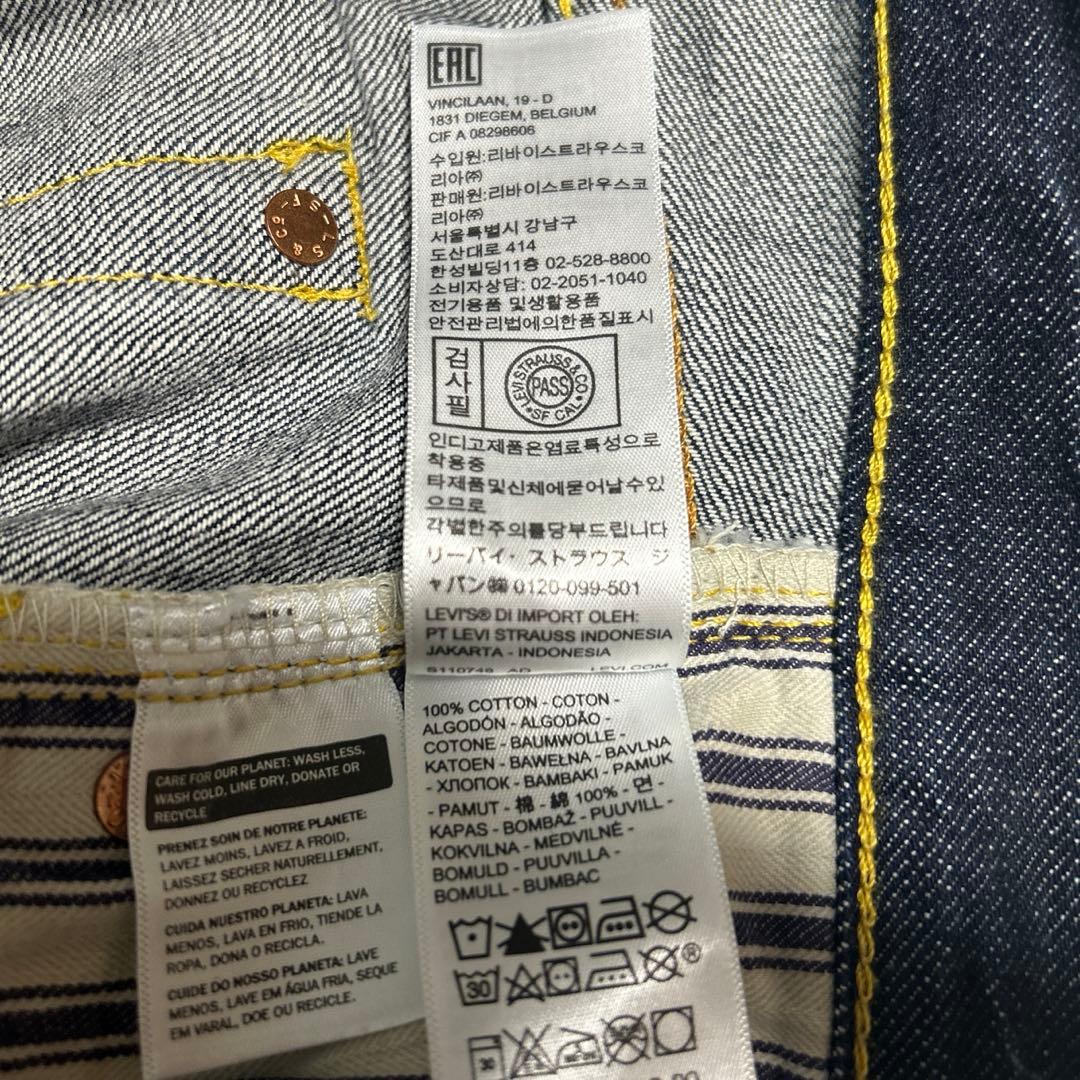 EAC
VINCILAAN, 19 - D
1831 DIEGEM, BELGIUM
CIF A 08298606
수입원:리바이스트라우스코
리아㈜
판매원:리바이스트라우스코
리아㈜
서울특별시 강남구
도산대로 414
한성빌딩11층 02-528-8800
소비자상담: 02-2051-1040
전기용품 및생활용품
안전관리법에의한품질표시
검
사
필
LEVI STRAUSS & CO
PASS
SF CAL
인디고제품은염료특성으로
착용중
타제품및신체에묻어날수있
으므로
각별한주의를당부드립니다
リーバイ・ ストラウス ジ
ャパン㈱ 0120-099-501
LEVI'S® DI IMPORT OLEH:
PT LEVI STRAUSS INDONESIA
JAKARTA - INDONESIA
S110749 AD LEVI.COM
100% COTTON - COTON -
ALGODÓN - ALGODÃO -
COTONE - BAUMWOLLE -
KATOEN - BAWEŁNA - BAVLNA
- ХЛОПОК - BAMBAKI - PAMUK
- PAMUT - 棉 - 綿 100% - 면 -
KAPAS - BOMBAŽ - PUUVILL -
KOKVILNA - MEDVILNĖ -
BOMULD - PUUVILLA -
BOMULL - BUMBAC
30
®
30
CARE FOR OUR PLANET: WASH LESS,
WASH COLD, LINE DRY, DONATE OR
RECYCLE
PRENEZ SOIN DE NOTRE PLANETE:
LAVEZ MOINS, LAVEZ A FROID,
LAISSEZ SECHER NATURELLEMENT,
DONNEZ OU RECYCLEZ
CUIDA NUESTRO PLANETA: LAVA
MENOS, LAVA EN FRIO, TIENDE LA
ROPA, DONA O RECICLA.
CUIDE DO NOSSO PLANETA: LAVE
MENOS, LAVE EM ÁGUA FRIA, SEQUE
EM VARAL, DOE OU RECICLE.
L S & CO S F